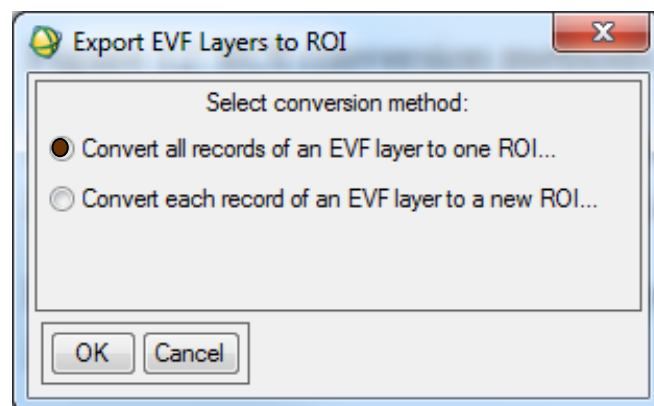 Export EVF Layers to ROI
Select conversion method:
Convert all records of an EVF layer to one ROI...
Convert each record of an EVF layer to a new ROI...
OK Cancel